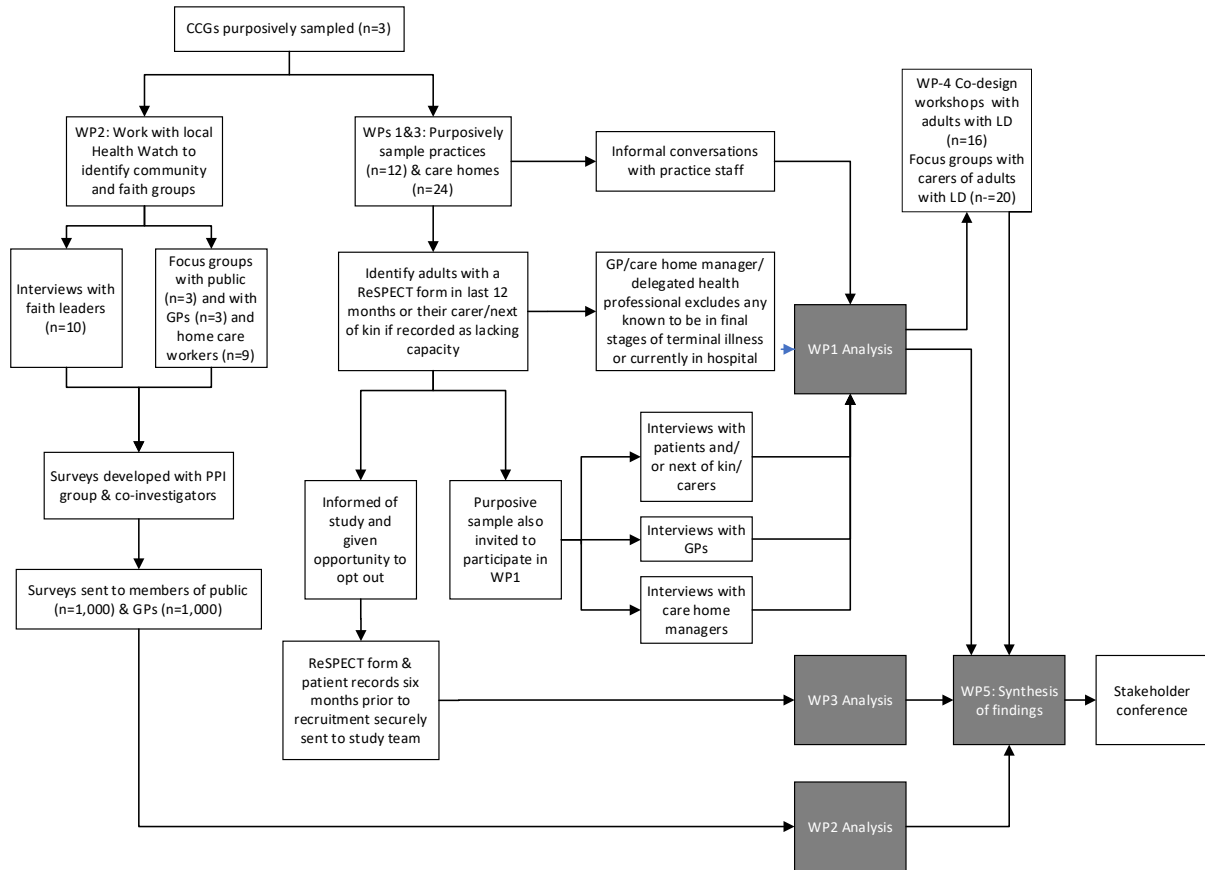 CCGs purposively sampled (n=3)
WP2: Work with local
Health Watch to
identify community
and faith groups
WPs 1&3: Purposively
sample practices
(n=12) & care homes
(n=24)
Informal conversations
with practice staff
WP-4 Co-design
workshops with
adults with LD
(n=16)
Focus groups with
carers of adults
with LD (n-=20)
Interviews with
faith leaders
(n=10)
Focus groups
with public
(n=3) and with
GPs (n=3) and
home care
workers (n=9)
Identify adults with a
ReSPECT form in last 12
months or their carer/next
of kin if recorded as lacking
capacity
GP/care home manager/
delegated health
professional excludes any
known to be in final
stages of terminal illness
or currently in hospital
WP1 Analysis
Surveys developed with PPI
group & co-investigators
Informed of
study and
given
opportunity to
opt out
Purposive
sample also
invited to
participate in
WP1
Interviews with
patients and/
or next of kin/
carers
Interviews with
GPs
Interviews with
care home
managers
Surveys sent to members of public
(n=1,000) & GPs (n=1,000)
ReSPECT form &
patient records six
months prior to
recruitment securely
sent to study team
WP3 Analysis
WP5: Synthesis
of findings
Stakeholder
conference
WP2 Analysis